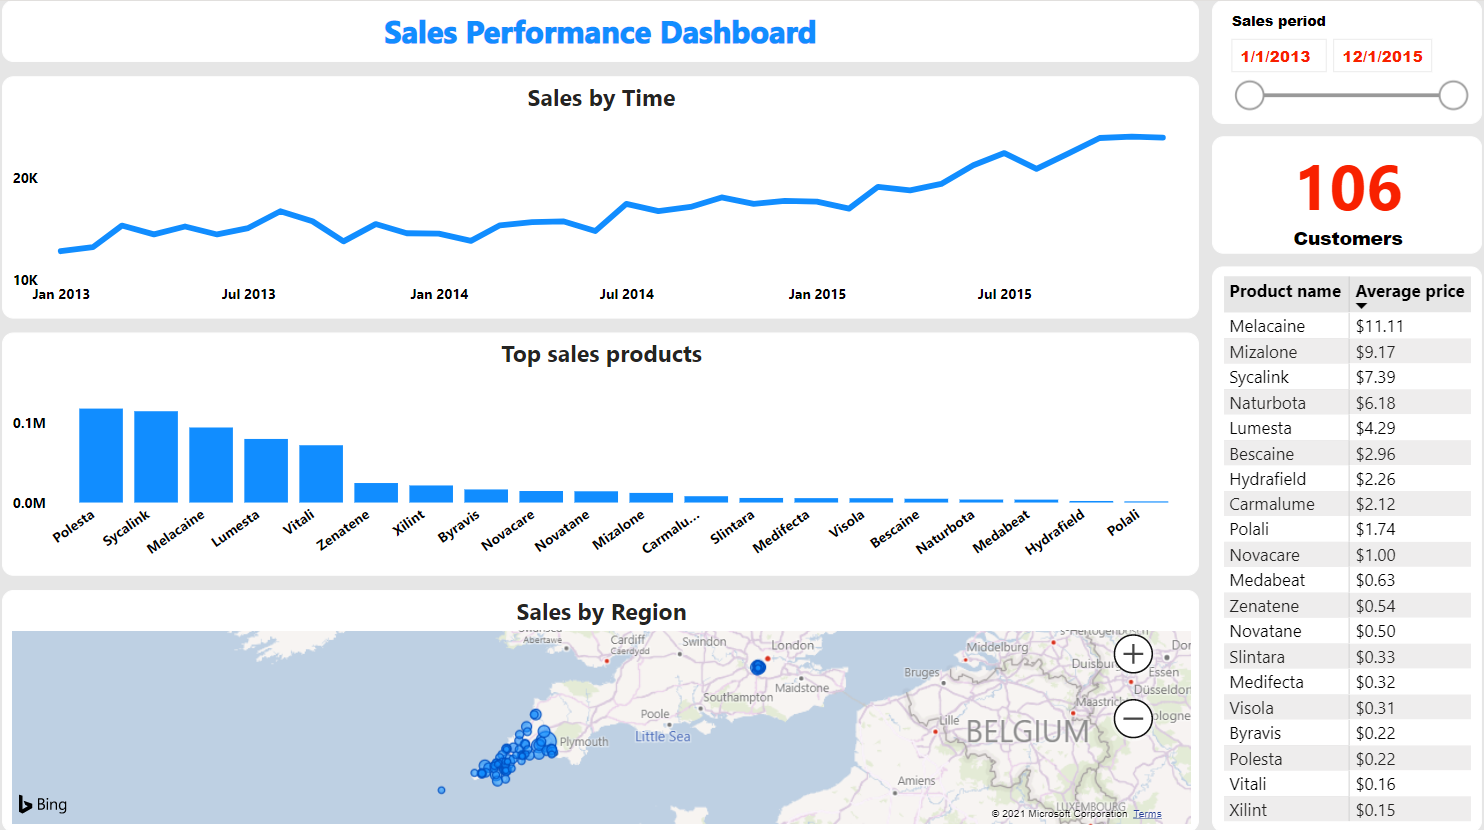 Sales Performance Dashboard
Sales period
1/1/2013 12/1/2015
Sales by Time
20K
10K
Jan 2013 Jul 2013 Jan 2014 Jul 2014 Jan 2015 Jul 2015
106
Customers
Top sales products
0.1M
0.0M
Polesta Sycalink Melacaine Lumesta Vitali Zenatene Xilint Byravis Novacare Novatane Mizalone Carmalu... Slintara Medifecta Visola Bescaine Naturbota Medabeat Hydrafield Polali
Product name Average price
Melacaine $11.11
Mizalone $9.17
Sycalink $7.39
Naturbota $6.18
Lumesta $4.29
Bescaine $2.96
Hydrafield $2.26
Carmalume $2.12
Polali $1.74
Novacare $1.00
Medabeat $0.63
Zenatene $0.54
Novatane $0.50
Slintara $0.33
Medifecta $0.32
Visola $0.31
Byravis $0.22
Polesta $0.22
Vitali $0.16
Xilint $0.15
Sales by Region
Abertawe
Cardiff
Caerdydd
Swindon
London
Maidstone
Southampton
Poole
Little Sea
Plymouth
Middelburg
Bruges
Lille
BELGIUM
Essen
Amiens
LUXEMBOURG
Bing
© 2021 Microsoft Corporation Terms